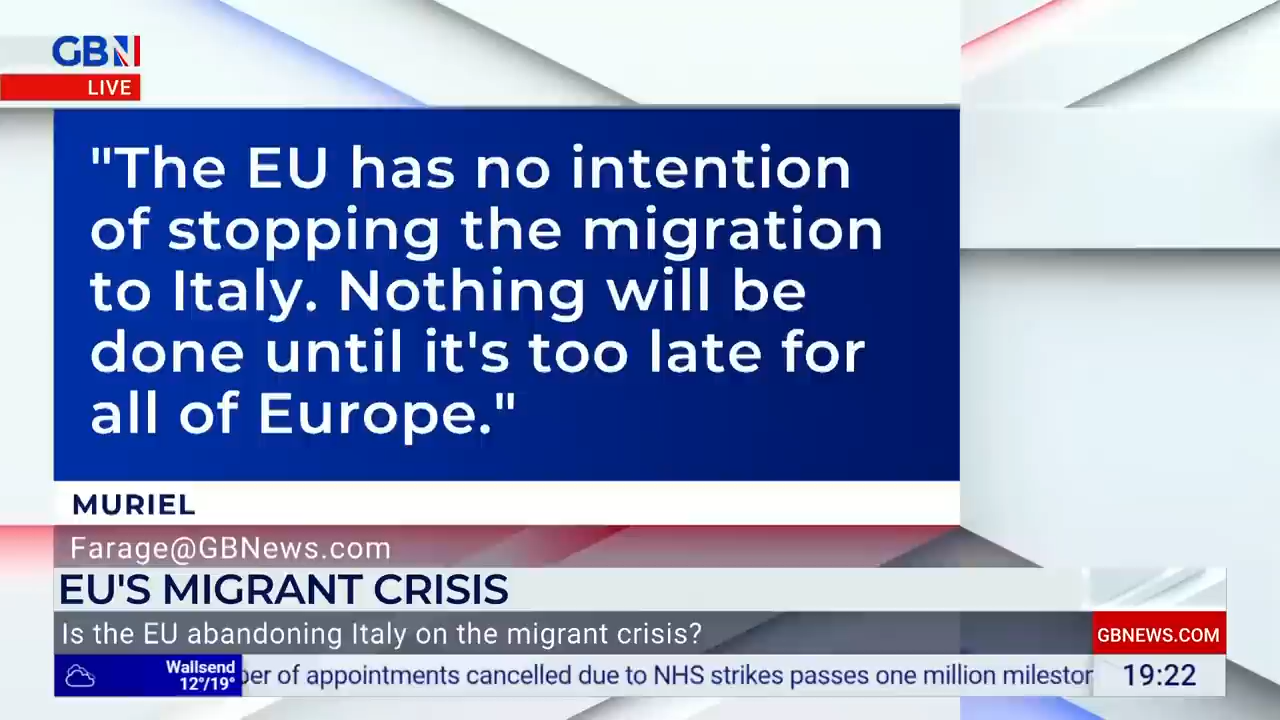 GBN
LIVE
"The EU has no intention
of stopping the migration
to Italy. Nothing will be
done until it's too late for
all of Europe."
MURIEL
Farage@GBNews.com
EU'S MIGRANT CRISIS
Is the EU abandoning Italy on the migrant crisis?
GBNEWS.COM
Wallsend
12°/19°
of appointments cancelled due to NHS strikes passes one million
19:22